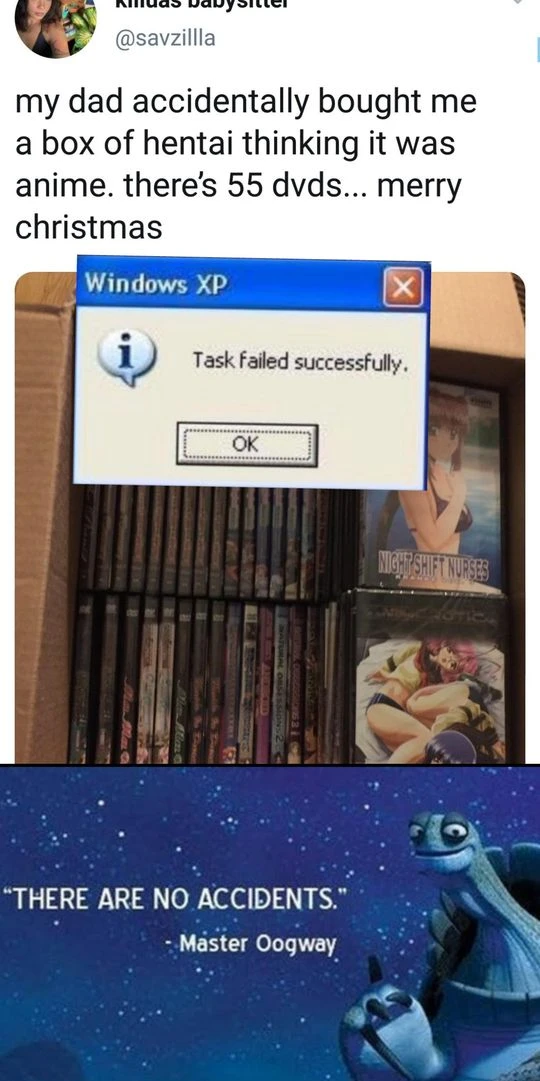 @savzillla
my dad accidentally bought me
a box of hentai thinking it was
anime. there's 55 dvds... merry
christmas
Windows XP
Task failed successfully.
OK
NIGHT SHIFT NURSES
"THERE ARE NO ACCIDENTS."
- Master Oogway